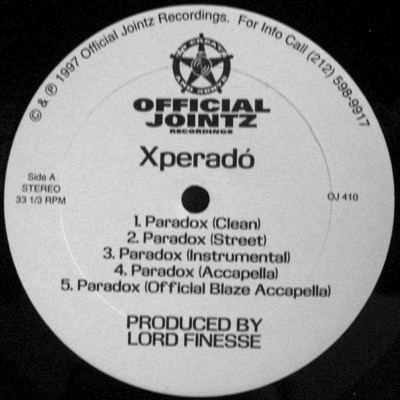 © & ℗ 1997 Official Jointz Recordings. For Info Call (212) 598-9917
OFFICIAL
JOINTZ
RECORDINGS
Xperadó
Side A
STEREO
33 1/3 RPM
OJ 410
1. Paradox (Clean)
2. Paradox (Street)
3. Paradox (Instrumental)
4. Paradox (Accapella)
5. Paradox (Official Blaze Accapella)
PRODUCED BY
LORD FINESSE